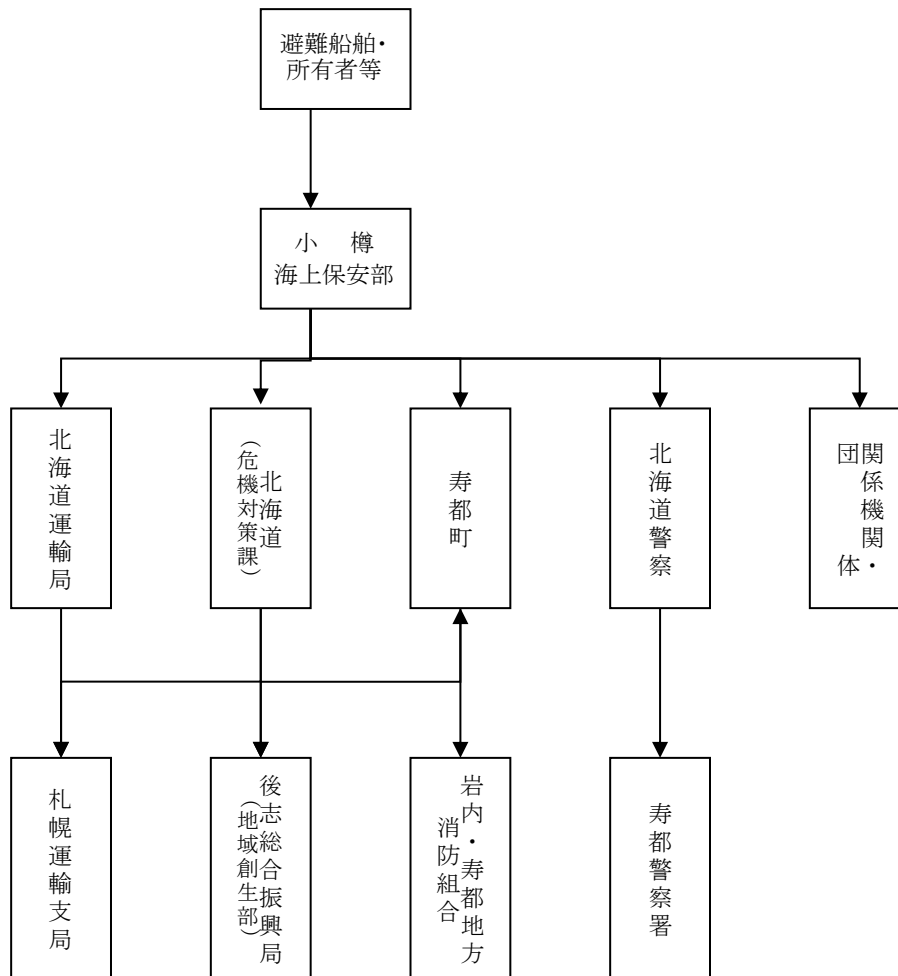 避難船舶・
所有者等
小　樽
海上保安部
北海道運輸局
北海道
（危機対策課）
寿都町
北海道警察
関係機関・
団体
札幌運輸支局
後志総合振興局
（地域創生部）
岩内・寿都地方
消防組合
寿都警察署